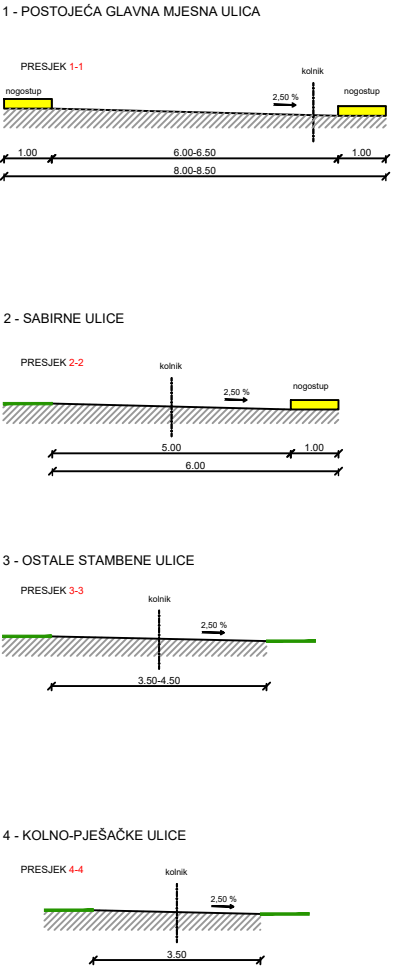 1 - POSTOJEĆA GLAVNA MJESNA ULICA
PRESJEK 1-1
kolnik
nogostup
2,50 %
nogostup
1.00
6.00-6.50
1.00
8.00-8.50
2 - SABIRNE ULICE
PRESJEK 2-2
kolnik
2,50 %
nogostup
5.00
1.00
6.00
3 - OSTALE STAMBENE ULICE
PRESJEK 3-3
kolnik
2,50 %
3.50-4.50
4 - KOLNO-PJEŠAČKE ULICE
PRESJEK 4-4
kolnik
2,50 %
3.50